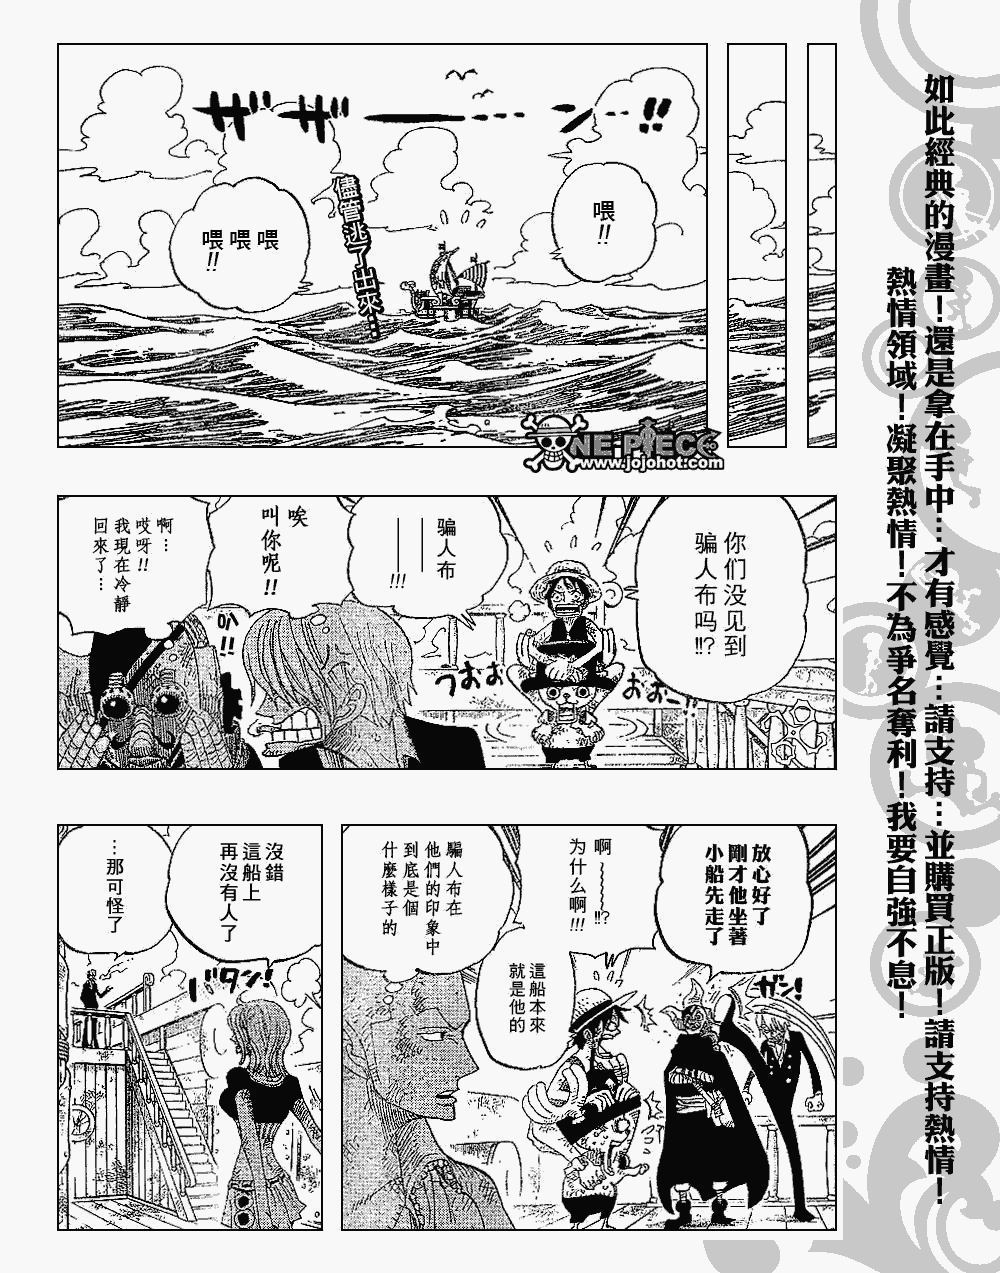 如此經典的漫畫！還是拿在手中…才有感覺…請支持…並購買正版！！請支持熱情！
熱情領域！凝聚熱情！不為爭名奪利！我要自強不息！
ザザーーーン--!!
喂
!!
儘管逃了出來…
喂喂喂
!!
ONE PIECE
www.jojohot.com
你们没见到
骗人布吗!!?
おお--!!
つおお
骗人布
——
——
!!!
唉
叫你呢!!
啊…
哎呀!!
我現在冷靜
回來了…
放心好了
剛才他坐著
小船先走了
ガン!
啊~~~~!!?
为什么啊!!!
這船本來
就是他的
騙人布在
他們的印象中
到底是個
什麼樣子的
沒錯
這船上
再沒有人了
バタン!
…那可怪了